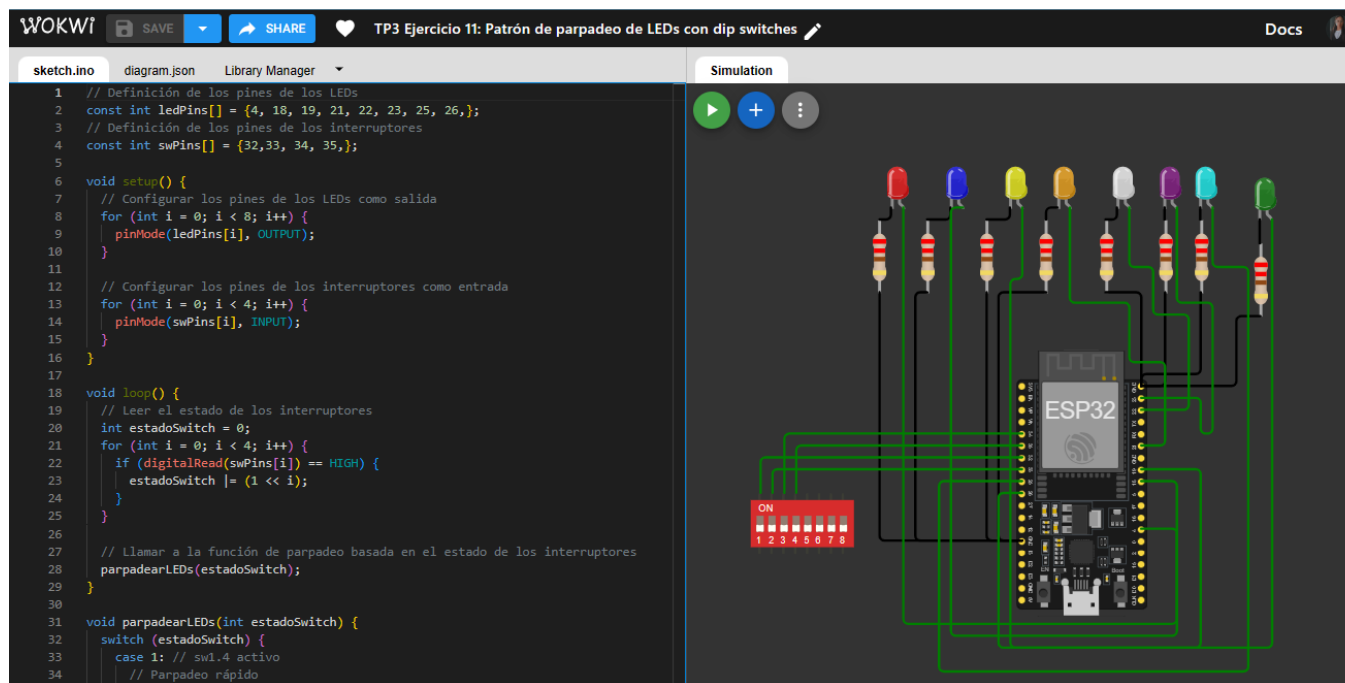 WOKWi SAVE SHARE TP3 Ejercicio 11: Patrón de parpadeo de LEDs con dip switches Docs
sketch.ino diagram.json Library Manager
1 // Definición de los pines de los LEDs
2 const int ledPins[] = {4, 18, 19, 21, 22, 23, 25, 26,};
3 // Definición de los pines de los interruptores
4 const int swPins[] = {32,33, 34, 35,};
5
6 void setup() {
7 // Configurar los pines de los LEDs como salida
8 for (int i = 0; i < 8; i++) {
9 pinMode(ledPins[i], OUTPUT);
10 }
11
12 // Configurar los pines de los interruptores como entrada
13 for (int i = 0; i < 4; i++) {
14 pinMode(swPins[i], INPUT);
15 }
16 }
17
18 void loop() {
19 // Leer el estado de los interruptores
20 int estadoSwitch = 0;
21 for (int i = 0; i < 4; i++) {
22 if (digitalRead(swPins[i]) == HIGH) {
23 estadoSwitch |= (1 << i);
24 }
25 }
26
27 // Llamar a la función de parpadeo basada en el estado de los interruptores
28 parpadearLEDs(estadoSwitch);
29 }
30
31 void parpadearLEDs(int estadoSwitch) {
32 switch (estadoSwitch) {
33 case 1: // sw1.4 activo
34 // Parpadeo rápido
Simulation
ESP32
ON
1 2 3 4 5 6 7 8
EN
Boot